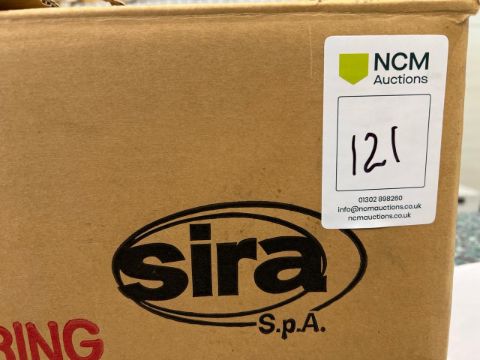 NCM
Auctions
121
01302 898260
info@ncmauctions.co.uk
ncmauctions.co.uk
sira
S.p.A.
RING